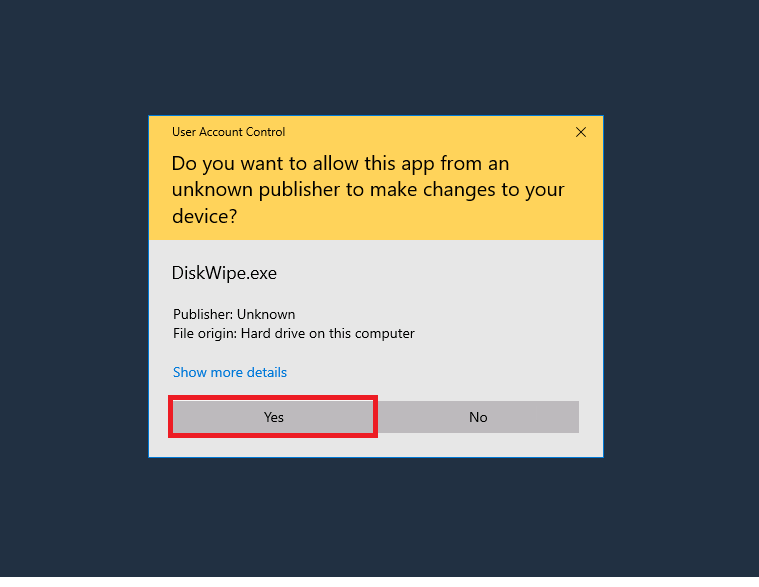 User Account Control
Do you want to allow this app from an
unknown publisher to make changes to your
device?
DiskWipe.exe
Publisher: Unknown
File origin: Hard drive on this computer
Show more details
Yes
No